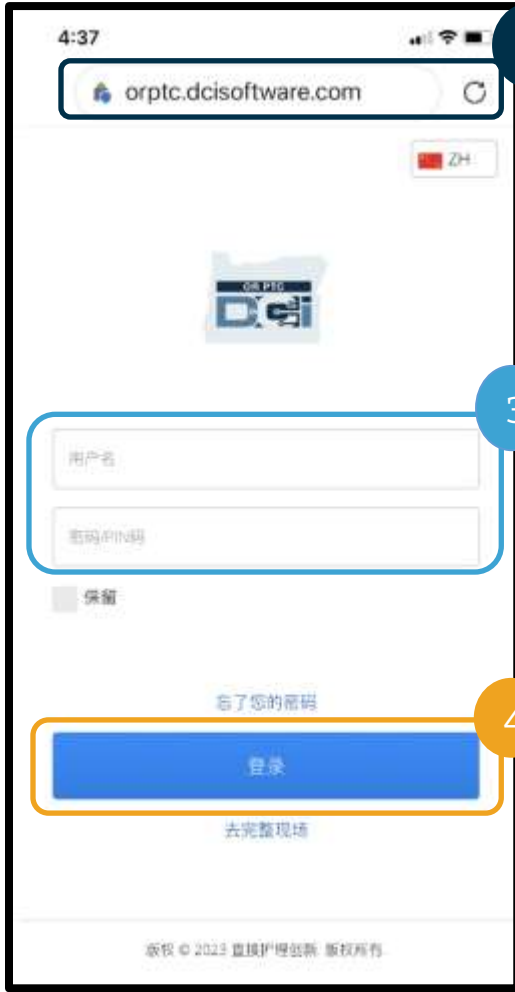 4:37
orptc.dcisoftware.com
ZH
OR PTC
DCi
3
用户名
密码/PIN码
保留
忘了您的密码
4
登录
去完整现场
版权 © 2023 直接护理创新 版权所有